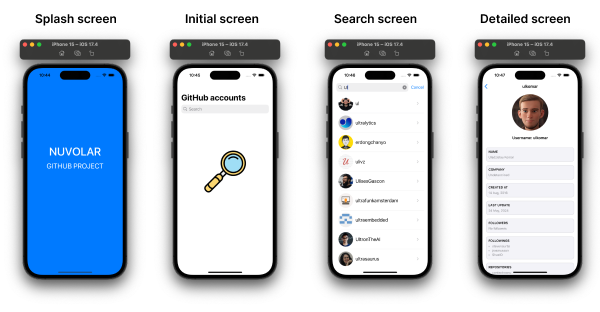 Splash screen
Initial screen
Search screen
Detailed screen
iPhone 15 – iOS 17.4
iPhone 15 – iOS 17.4
iPhone 15 – iOS 17.4
iPhone 15 – iOS 17.4
10:44
NUVOLAR
GITHUB PROJECT
10:45
GitHub accounts
Search
10:46
Ul
Cancel
ui
ultralytics
erdongchanyo
ulivz
UlisesGascon
ultrafunkamsterdam
ultraembedded
UltronTheAI
ultrasaurus
10:47
ulkomar
Username: ulkomar
NAME
COMPANY
CREATED AT
LAST UPDATE
FOLLOWERS
No followers
FOLLOWINGS
REPOSITORIES